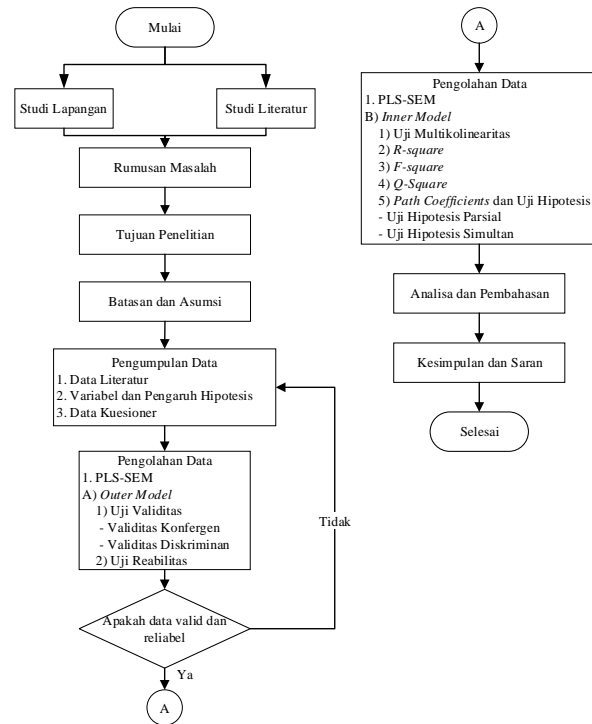 Mulai
Studi Lapangan
Studi Literatur
Rumusan Masalah
Tujuan Penelitian
Batasan dan Asumsi
Pengumpulan Data
1. Data Literatur
2. Variabel dan Pengaruh Hipotesis
3. Data Kuesioner
Pengolahan Data
1. PLS-SEM
A) Outer Model
1) Uji Validitas
- Validitas Konfergen
- Validitas Diskriminan
2) Uji Reabilitas
Tidak
Apakah data valid dan
reliabel
Ya
A
A
Pengolahan Data
1. PLS-SEM
B) Inner Model
1) Uji Multikolinearitas
2) R-square
3) F-square
4) Q-Square
5) Path Coefficients dan Uji Hipotesis
- Uji Hipotesis Parsial
- Uji Hipotesis Simultan
Analisa dan Pembahasan
Kesimpulan dan Saran
Selesai